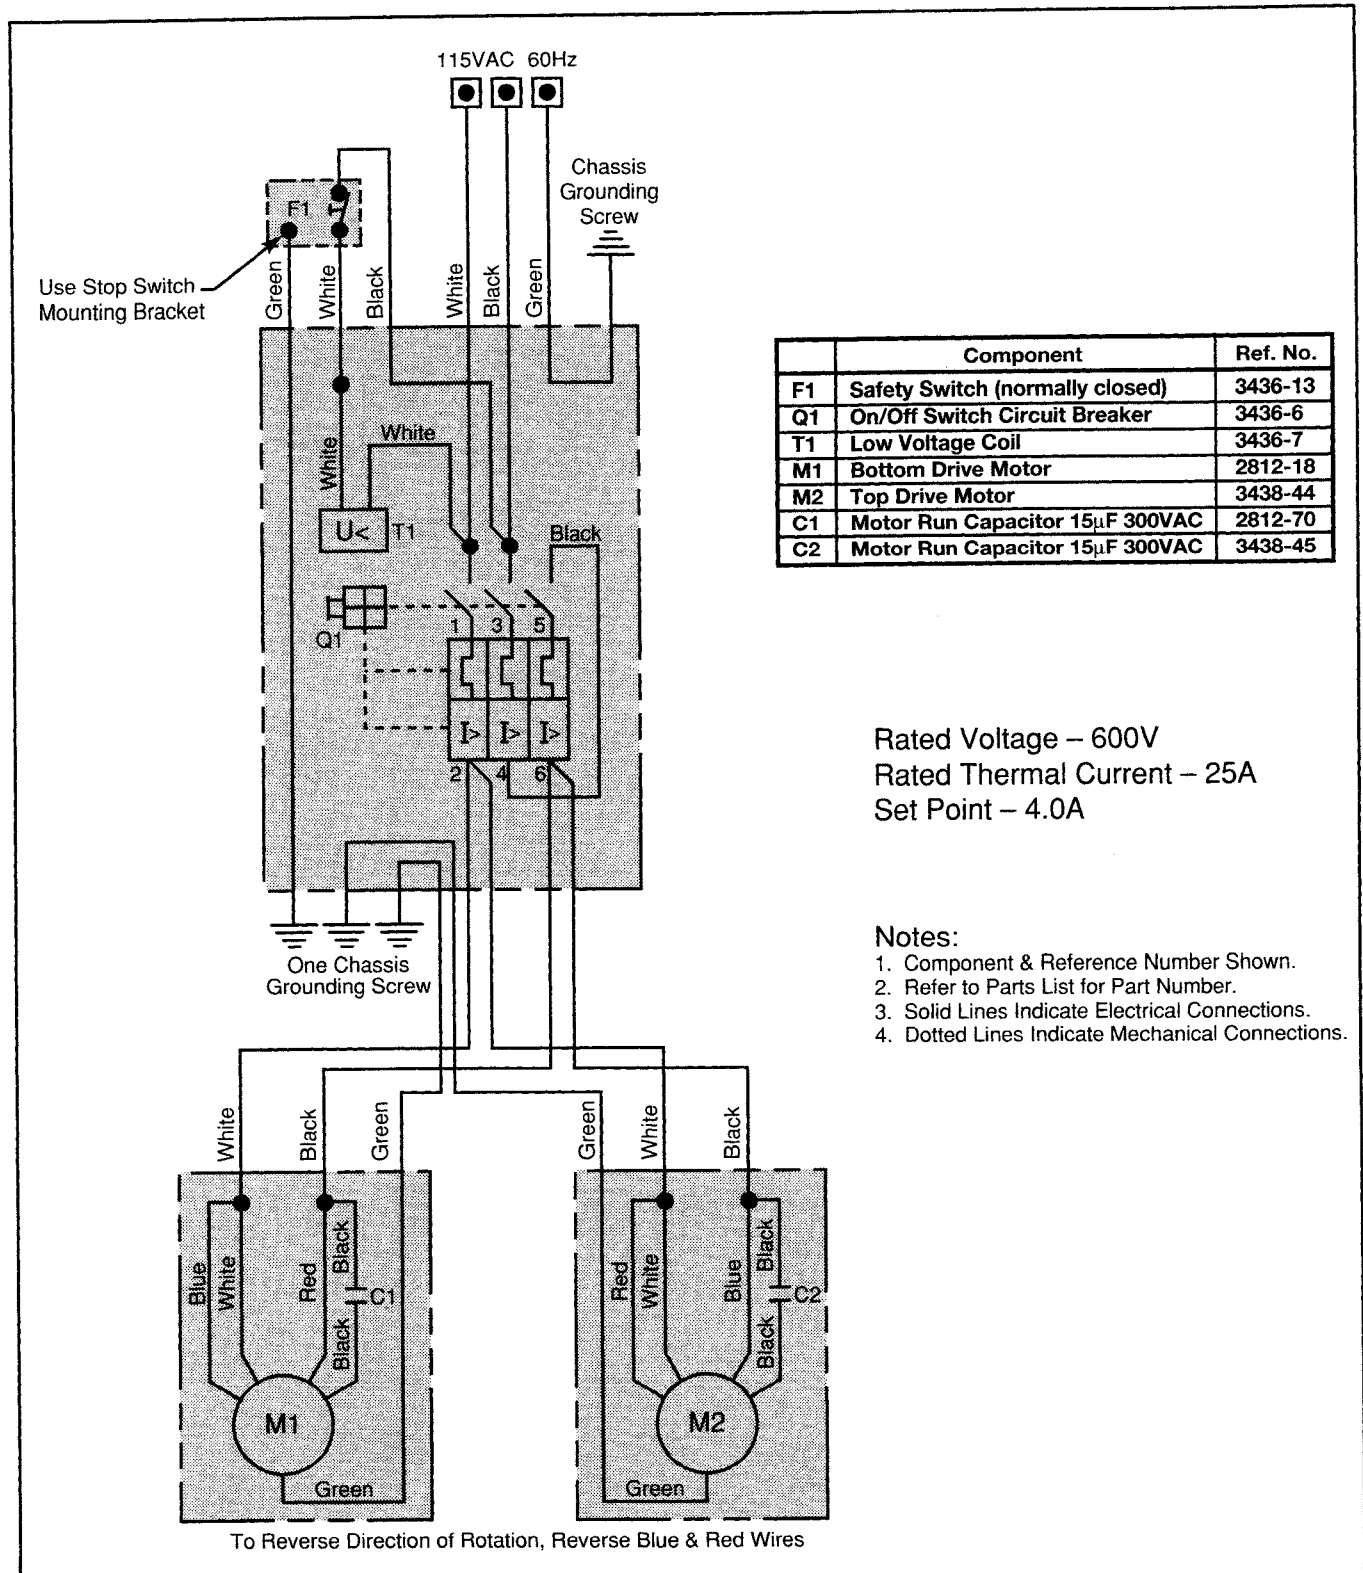 115VAC 60Hz
Chassis
Grounding
Screw
F1
Use Stop Switch
Mounting Bracket
Green
White
Black
White
Black
Green
White
White
U<
T1
Black
Q1
1
3
5
I>
I>
I>
2
4
6
One Chassis
Grounding Screw
Component Ref. No.
F1 Safety Switch (normally closed) 3436-13
Q1 On/Off Switch Circuit Breaker 3436-6
T1 Low Voltage Coil 3436-7
M1 Bottom Drive Motor 2812-18
M2 Top Drive Motor 3438-44
C1 Motor Run Capacitor 15µF 300VAC 2812-70
C2 Motor Run Capacitor 15µF 300VAC 3438-45
Rated Voltage – 600V
Rated Thermal Current – 25A
Set Point – 4.0A
Notes:
1. Component & Reference Number Shown.
2. Refer to Parts List for Part Number.
3. Solid Lines Indicate Electrical Connections.
4. Dotted Lines Indicate Mechanical Connections.
White
Black
Green
Green
White
Black
Blue
White
Red
Black
C1
Black
M1
Green
Red
White
Blue
Black
C2
Black
M2
Green
To Reverse Direction of Rotation, Reverse Blue & Red Wires